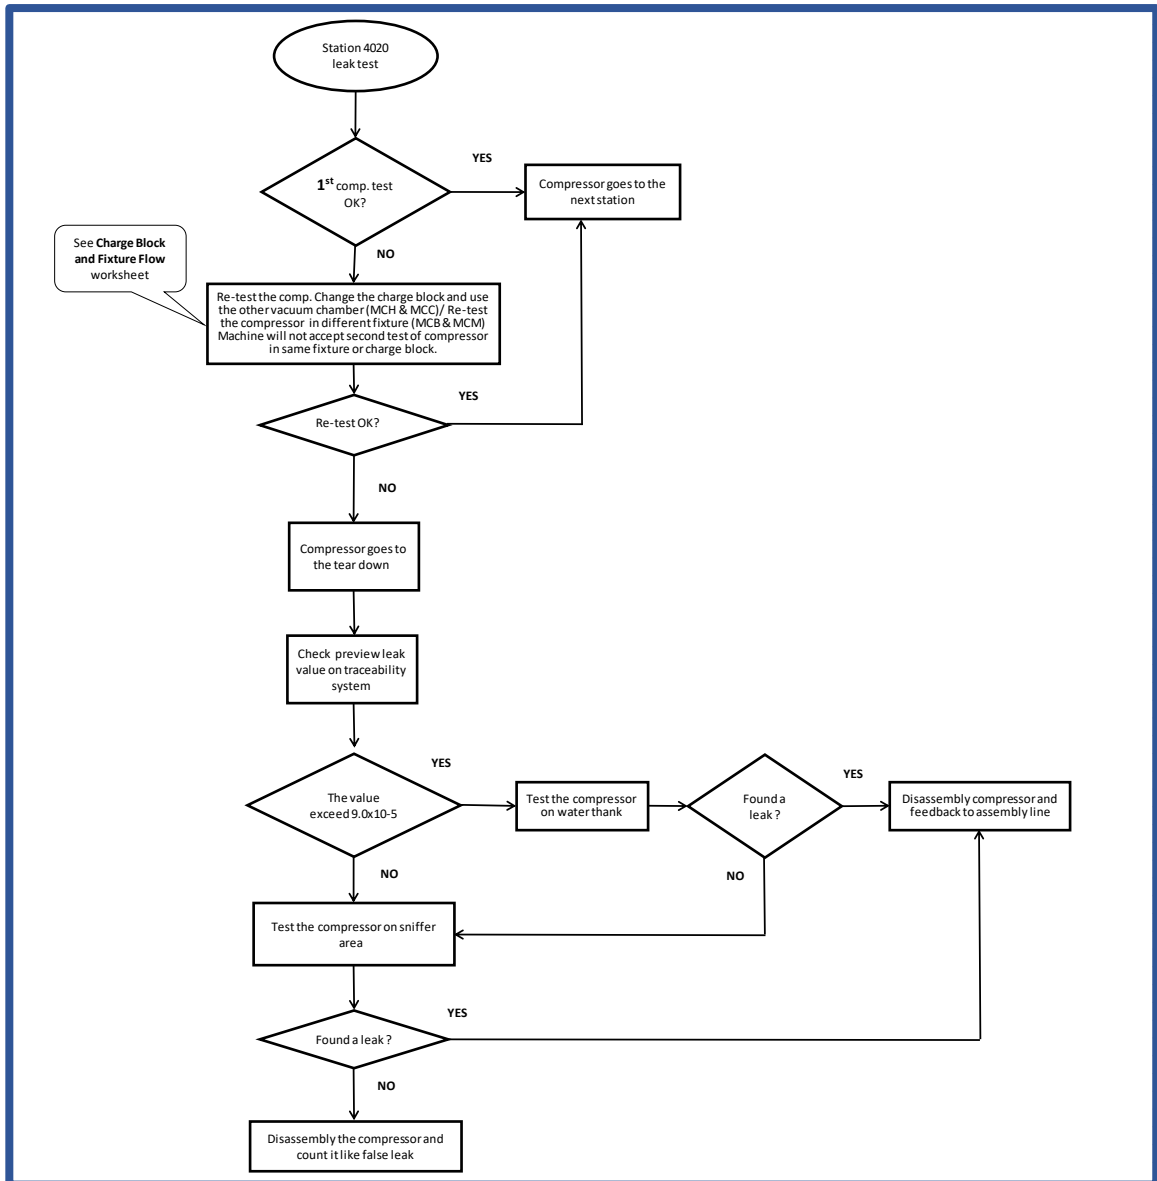 Station 4020
leak test
YES
1st comp. test
OK?
Compressor goes to the
next station
NO
See Charge Block
and Fixture Flow
worksheet
Re-test the comp. Change the charge block and use
the other vacuum chamber (MCH & MCC)/ Re-test
the compressor in different fixture (MCB & MCM)
Machine will not accept second test of compressor
in same fixture or charge block.
YES
Re-test OK?
NO
Compressor goes to
the tear down
Check preview leak
value on traceability
system
YES
The value
exceed 9.0x10-5
Test the compressor
on water thank
Found a
leak ?
YES
Disassembly compressor and
feedback to assembly line
NO
NO
Test the compressor on sniffer
area
YES
Found a leak ?
NO
Disassembly the compressor and
count it like false leak